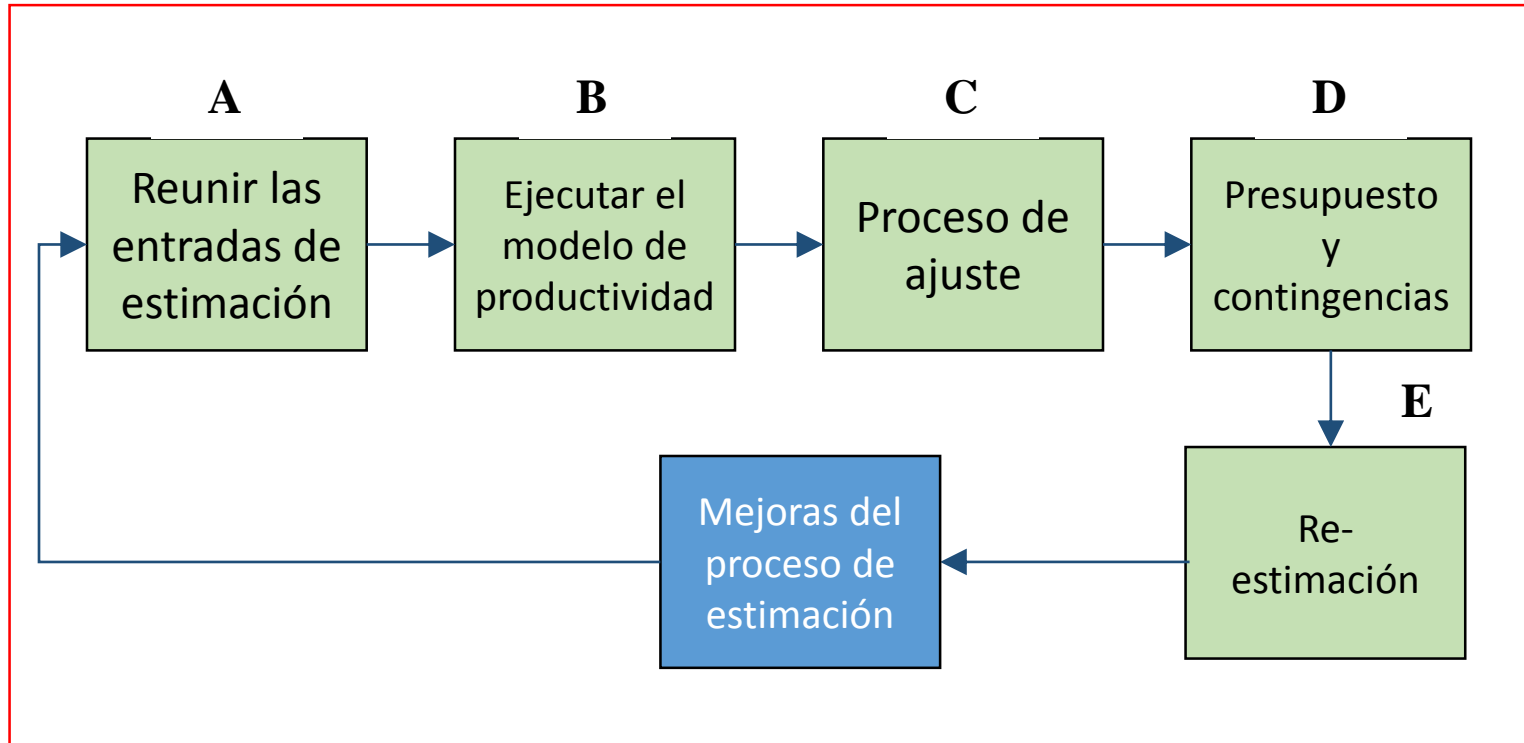 A
B
C
D
Reunir las
entradas de
estimación
Ejecutar el
modelo de
productividad
Proceso de
ajuste
Presupuesto
y
contingencias
E
Mejoras del
proceso de
estimación
Re-
estimación